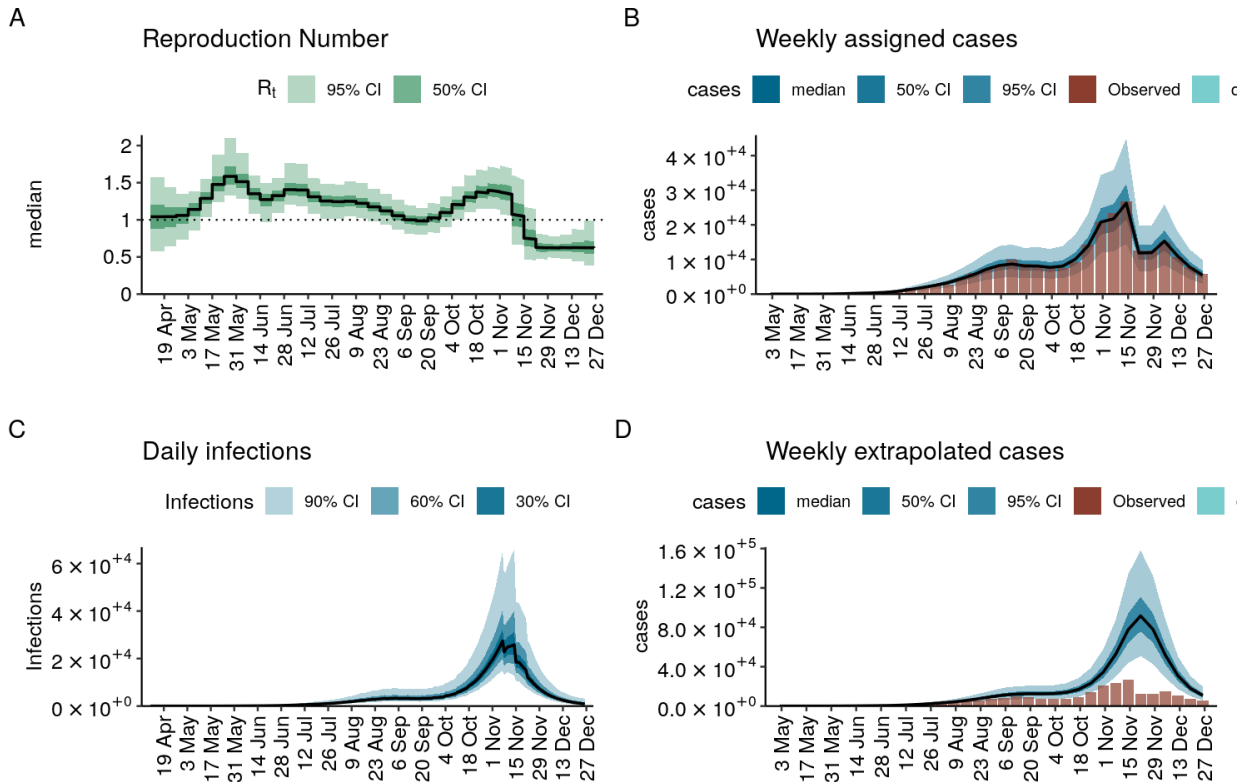 A
Reproduction Number
Rt 95% CI 50% CI
median
2
1.5
1
0.5
0
19 Apr
3 May
17 May
31 May
14 Jun
28 Jun
12 Jul
26 Jul
9 Aug
23 Aug
6 Sep
20 Sep
4 Oct
18 Oct
1 Nov
15 Nov
29 Nov
13 Dec
27 Dec
B
Weekly assigned cases
cases median 50% CI 95% CI Observed
cases
4 × 10+4
3 × 10+4
2 × 10+4
1 × 10+4
0 × 10+0
3 May
17 May
31 May
14 Jun
28 Jun
12 Jul
26 Jul
9 Aug
23 Aug
6 Sep
20 Sep
4 Oct
18 Oct
1 Nov
15 Nov
29 Nov
13 Dec
27 Dec
C
Daily infections
Infections 90% CI 60% CI 30% CI
Infections
6 × 10+4
4 × 10+4
2 × 10+4
0 × 10+0
19 Apr
3 May
17 May
31 May
14 Jun
28 Jun
12 Jul
26 Jul
9 Aug
23 Aug
6 Sep
20 Sep
4 Oct
18 Oct
1 Nov
15 Nov
29 Nov
13 Dec
27 Dec
D
Weekly extrapolated cases
cases median 50% CI 95% CI Observed
cases
1.6 × 10+5
1.2 × 10+5
8.0 × 10+4
4.0 × 10+4
0.0 × 10+0
3 May
17 May
31 May
14 Jun
28 Jun
12 Jul
26 Jul
9 Aug
23 Aug
6 Sep
20 Sep
4 Oct
18 Oct
1 Nov
15 Nov
29 Nov
13 Dec
27 Dec